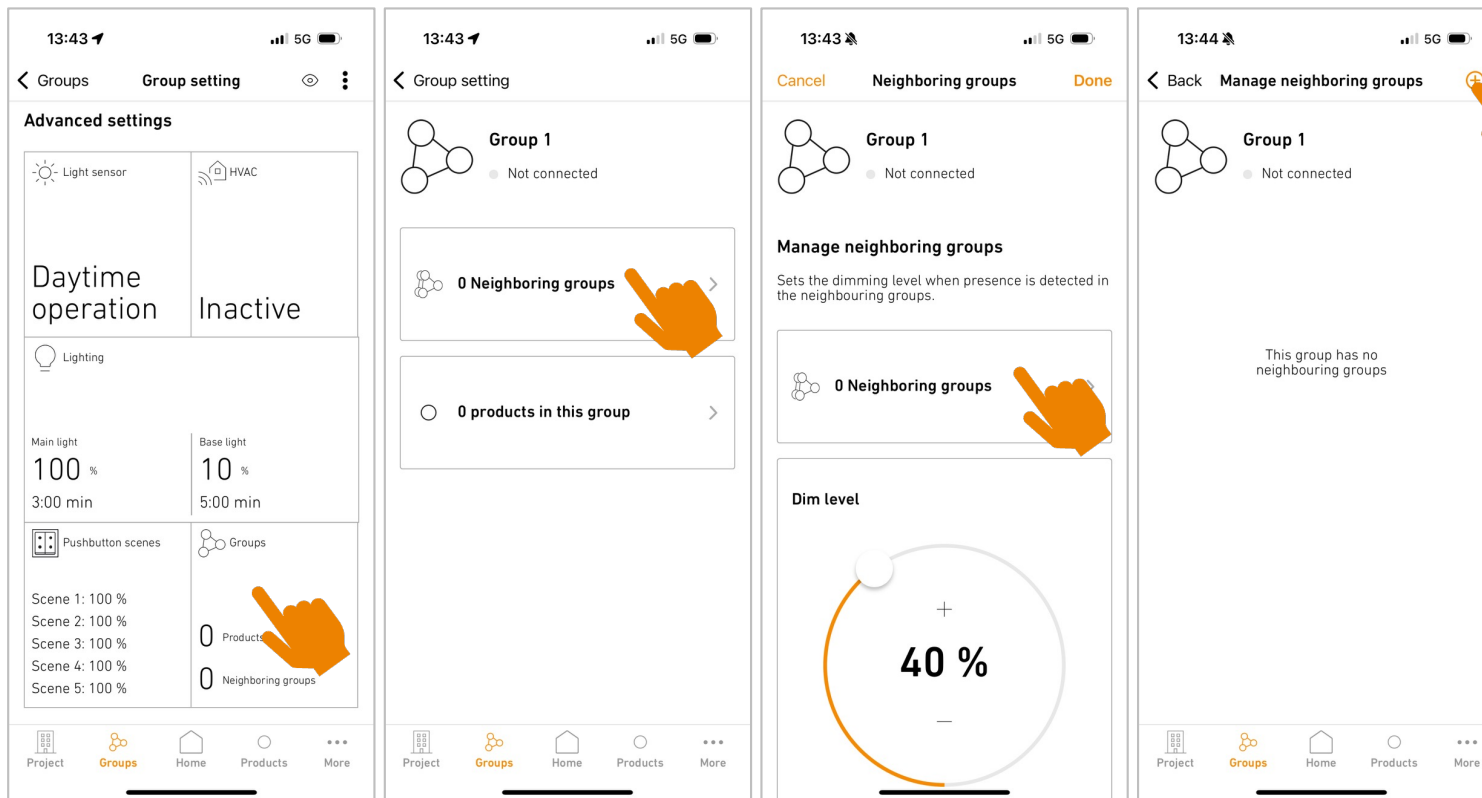 13:43
5G
Groups
Group setting
Advanced settings
Light sensor
HVAC
Daytime
operation
Inactive
Lighting
Main light
Base light
100 %
10 %
3:00 min
5:00 min
Pushbutton scenes
Groups
Scene 1: 100 %
Scene 2: 100 %
Scene 3: 100 %
Scene 4: 100 %
Scene 5: 100 %
0 Products
0 Neighboring groups
Project
Groups
Home
Products
More
13:43
5G
Group setting
Group 1
Not connected
0 Neighboring groups
0 products in this group
Project
Groups
Home
Products
More
13:43
5G
Cancel
Neighboring groups
Done
Group 1
Not connected
Manage neighboring groups
Sets the dimming level when presence is detected in
the neighbouring groups.
0 Neighboring groups
Dim level
+
40 %
−
13:44
5G
Back
Manage neighboring groups
Group 1
Not connected
This group has no
neighbouring groups
Project
Groups
Home
Products
More